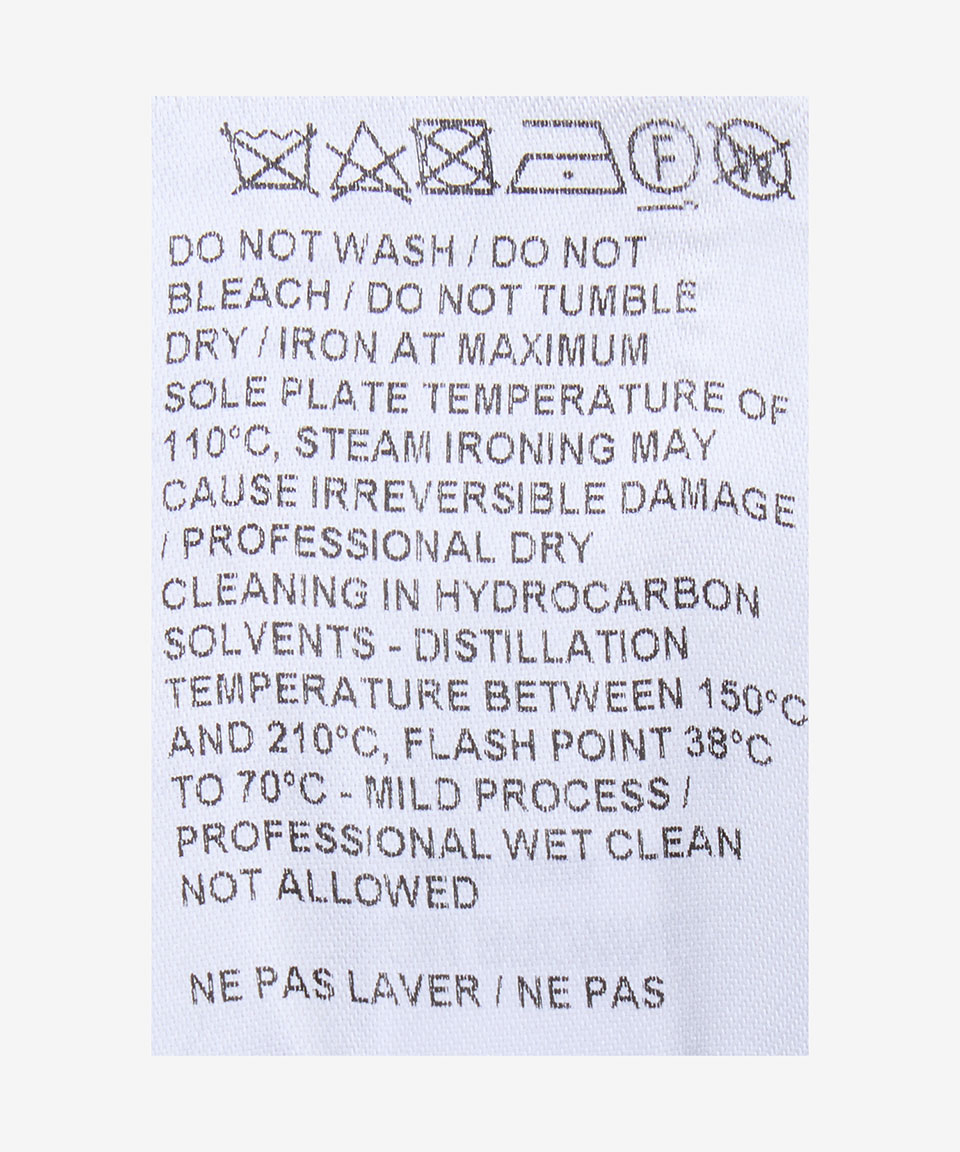 F W
DO NOT WASH / DO NOT
BLEACH / DO NOT TUMBLE
DRY / IRON AT MAXIMUM
SOLE PLATE TEMPERATURE OF
110°C, STEAM IRONING MAY
CAUSE IRREVERSIBLE DAMAGE
/ PROFESSIONAL DRY
CLEANING IN HYDROCARBON
SOLVENTS - DISTILLATION
TEMPERATURE BETWEEN 150°C
AND 210°C, FLASH POINT 38°C
TO 70°C - MILD PROCESS /
PROFESSIONAL WET CLEAN
NOT ALLOWED
NE PAS LAVER / NE PAS